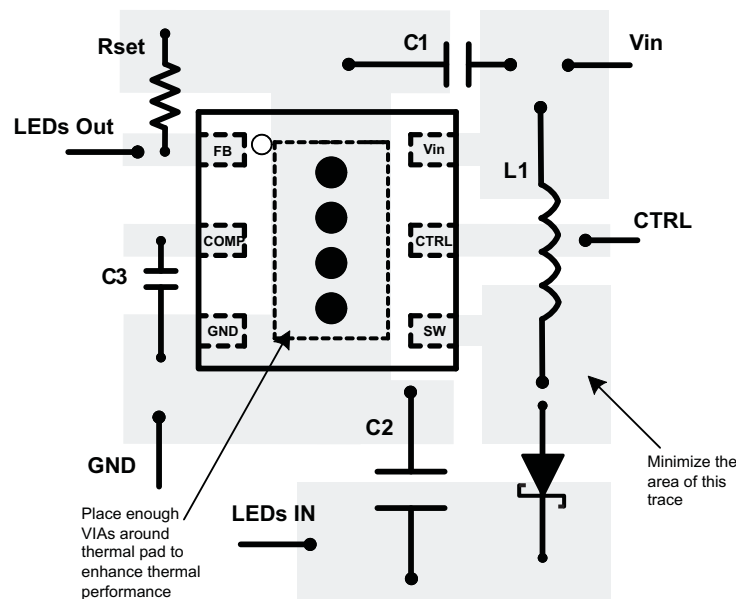 C1
Rset
Vin
LEDs Out
FB
Vin
L1
COMP
CTRL
CTRL
C3
GND
SW
C2
GND
Minimize the
area of this
trace
LEDs IN
Place enough
VIAs around
thermal pad to
enhance thermal
performance